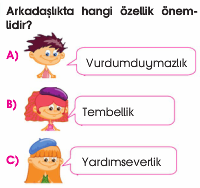 Arkadaşlıkta hangi özellik önem-
lidir?
A) Vurdumduymazlık
B) Tembellik
C) Yardımseverlik